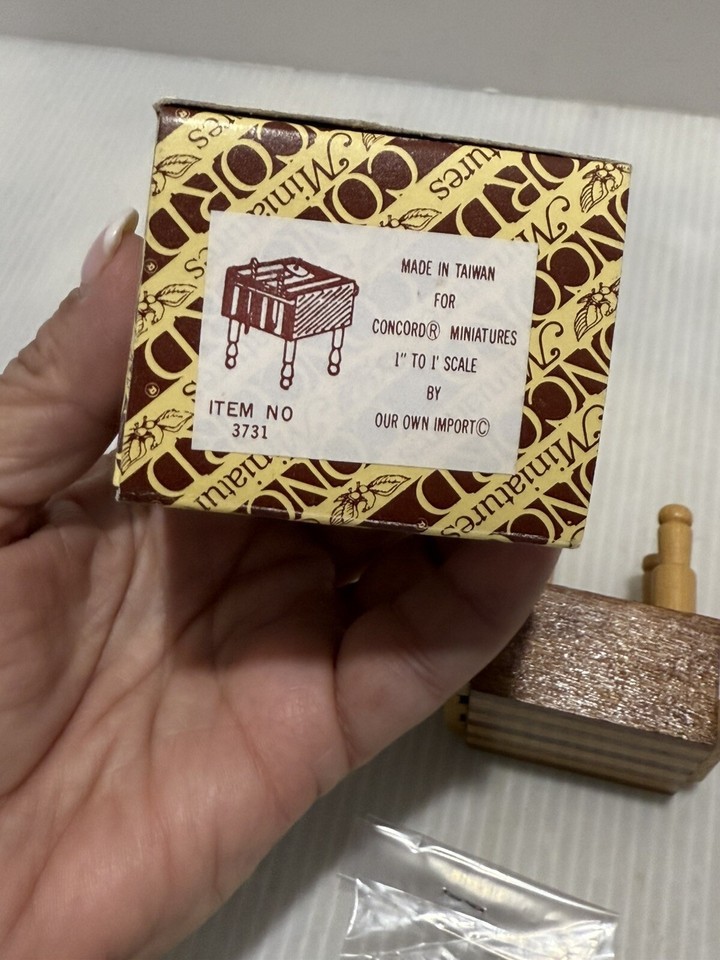 CONCORD
Miniatures
MADE IN TAIWAN
FOR
CONCORD® MINIATURES
1" TO 1' SCALE
BY
OUR OWN IMPORT©
ITEM NO
3731